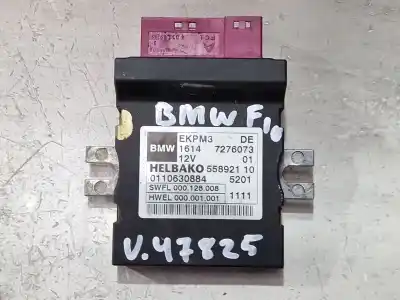 BMW F10
EKPM3 DE
BMW 1614 7276073
12V 01
HELBAKO 558921 10
0110630884 5201
SWFL 000.128.008
HWEL 000.001.001 1111
V.47825